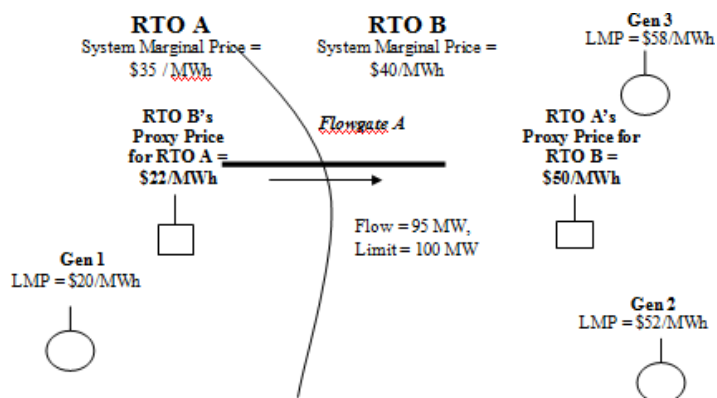 RTO A
System Marginal Price =
$35 / MWh
RTO B
System Marginal Price =
$40/MWh
Gen 3
LMP = $58/MWh
RTO B's
Proxy Price
for RTO A =
$22/MWh
Flowgate A
RTO A's
Proxy Price for
RTO B =
$50/MWh
Flow = 95 MW,
Limit = 100 MW
Gen 1
LMP = $20/MWh
Gen 2
LMP = $52/MWh